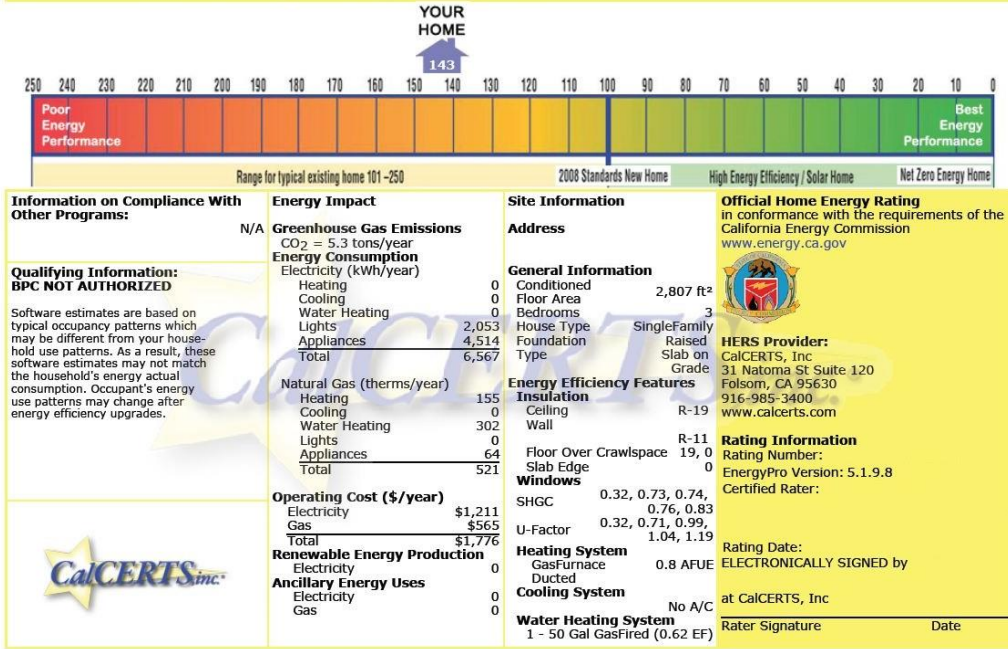 YOUR
HOME
143
250 240 230 220 210 200 190 180 170 160 150 140 130 120 110 100 90 80 70 60 50 40 30 20 10 0
Poor
Energy
Performance
Best
Energy
Performance
Range for typical existing home 101 –250
2008 Standards New Home
High Energy Efficiency / Solar Home
Net Zero Energy Home
Information on Compliance With
Other Programs:
N/A
Qualifying Information:
BPC NOT AUTHORIZED
Software estimates are based on
typical occupancy patterns which
may be different from your house-
hold use patterns. As a result, these
software estimates may not match
the household's energy actual
consumption. Occupant's energy
use patterns may change after
energy efficiency upgrades.
CalCERTS, inc.
Energy Impact
Greenhouse Gas Emissions
CO2 = 5.3 tons/year
Energy Consumption
Electricity (kWh/year)
Heating 0
Cooling 0
Water Heating 0
Lights 2,053
Appliances 4,514
Total 6,567
Natural Gas (therms/year)
Heating 155
Cooling 0
Water Heating 302
Lights 0
Appliances 64
Total 521
Operating Cost ($/year)
Electricity $1,211
Gas $565
Total $1,776
Renewable Energy Production
Electricity 0
Ancillary Energy Uses
Electricity 0
Gas 0
Site Information
Address
General Information
Conditioned
Floor Area 2,807 ft²
Bedrooms 3
House Type SingleFamily
Foundation Raised
Type Slab on
Grade
Energy Efficiency Features
Insulation
Ceiling R-19
Wall
R-11
Floor Over Crawlspace 19, 0
Slab Edge 0
Windows
SHGC 0.32, 0.73, 0.74,
0.76, 0.83
U-Factor 0.32, 0.71, 0.99,
1.04, 1.19
Heating System
GasFurnace 0.8 AFUE
Ducted
Cooling System
No A/C
Water Heating System
1 - 50 Gal GasFired (0.62 EF)
Official Home Energy Rating
in conformance with the requirements of the
California Energy Commission
www.energy.ca.gov
HERS Provider:
CalCERTS, Inc
31 Natoma St Suite 120
Folsom, CA 95630
916-985-3400
www.calcerts.com
Rating Information
Rating Number:
EnergyPro Version: 5.1.9.8
Certified Rater:
Rating Date:
ELECTRONICALLY SIGNED by
at CalCERTS, Inc
Rater Signature Date
CalCERTS, inc.